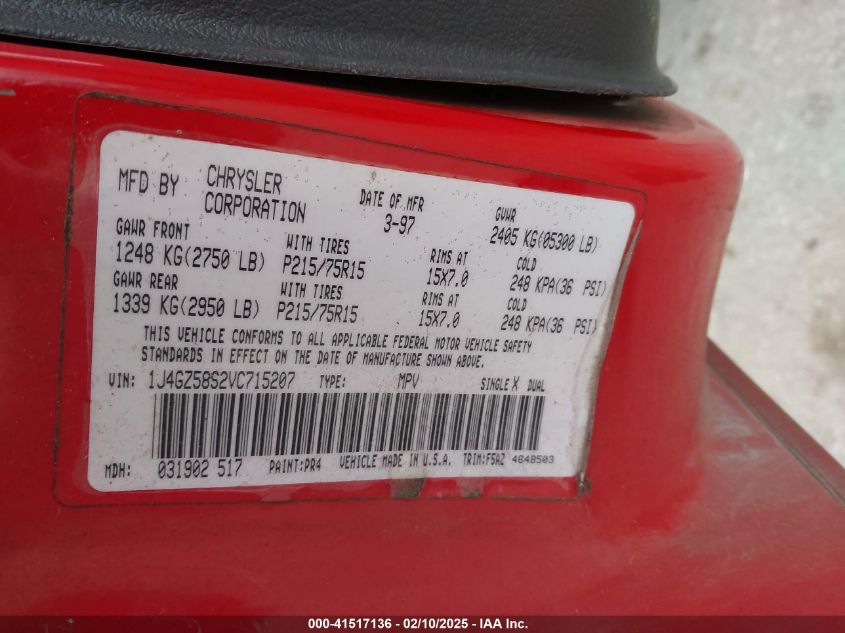 MFD BY CHRYSLER CORPORATION DATE OF MFR 3-97 GVWR 2405 KG(05300 LB)
GAWR FRONT WITH TIRES RIMS AT COLD
1248 KG(2750 LB) P215/75R15 15X7.0 248 KPA(36 PSI)
GAWR REAR WITH TIRES RIMS AT COLD
1339 KG(2950 LB) P215/75R15 15X7.0 248 KPA(36 PSI)
THIS VEHICLE CONFORMS TO ALL APPLICABLE FEDERAL MOTOR VEHICLE SAFETY
STANDARDS IN EFFECT ON THE DATE OF MANUFACTURE SHOWN ABOVE.
VIN: 1J4GZ58S2VC715207 TYPE: MPV SINGLE X DUAL
MDH: 031902 517 PAINT:PR4 VEHICLE MADE IN U.S.A. TRIM:F5AZ 4648503
000-41517136 - 02/10/2025 - IAA Inc.